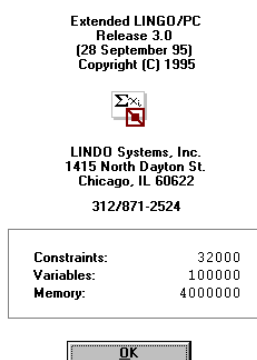 Extended LINGO/PC
Release 3.0
(28 September 95)
Copyright (C) 1995
Σxᵢ
LINDO Systems, Inc.
1415 North Dayton St.
Chicago, IL 60622
312/871-2524
Constraints: 32000
Variables: 100000
Memory: 4000000
OK